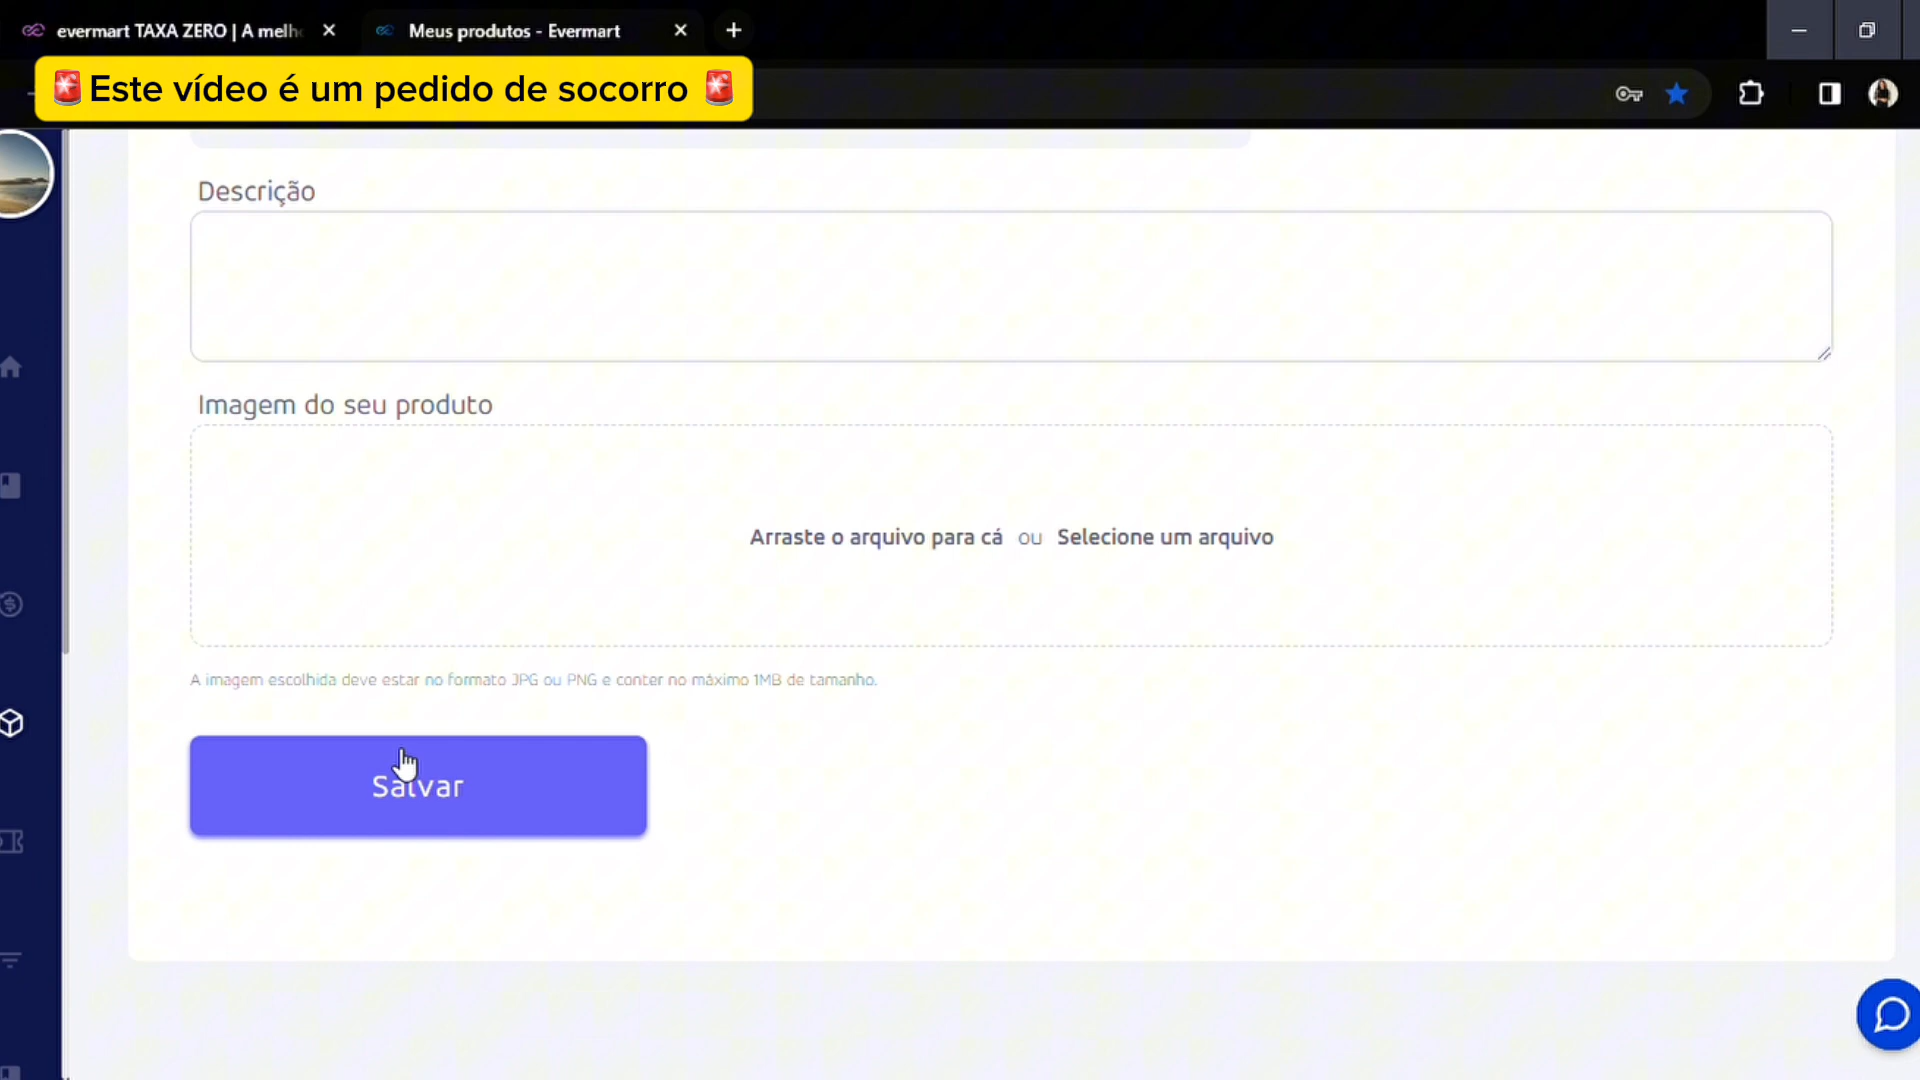 evermart TAXA ZERO | A melh
Meus produtos - Evermart
🚨Este vídeo é um pedido de socorro 🚨
Descrição
Imagem do seu produto
Arraste o arquivo para cá ou Selecione um arquivo
A imagem escolhida deve estar no formato JPG ou PNG e conter no máximo 1MB de tamanho.
Salvar